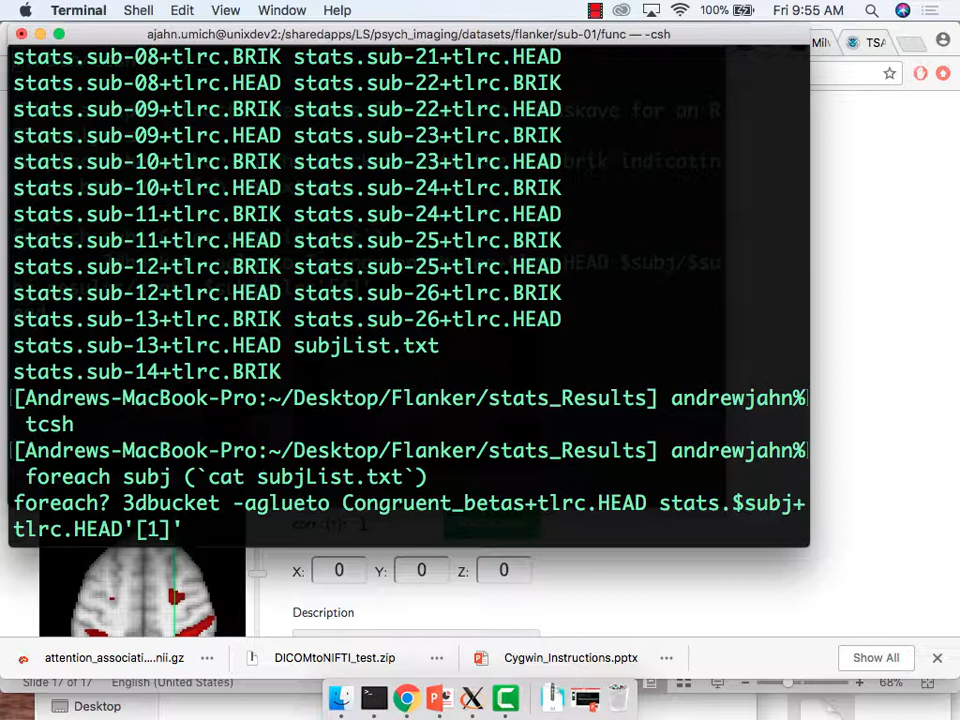 Terminal Shell Edit View Window Help 100% Fri 9:55 AM
ajahn.umich@unixdev2:/sharedapps/LS/psych_imaging/datasets/flanker/sub-01/func — -csh
TSA
stats.sub-08+tlrc.BRIK stats.sub-21+tlrc.HEAD
stats.sub-08+tlrc.HEAD stats.sub-22+tlrc.BRIK
stats.sub-09+tlrc.BRIK stats.sub-22+tlrc.HEAD
stats.sub-09+tlrc.HEAD stats.sub-23+tlrc.BRIK
stats.sub-10+tlrc.BRIK stats.sub-23+tlrc.HEAD
stats.sub-10+tlrc.HEAD stats.sub-24+tlrc.BRIK
stats.sub-11+tlrc.BRIK stats.sub-24+tlrc.HEAD
stats.sub-11+tlrc.HEAD stats.sub-25+tlrc.BRIK
stats.sub-12+tlrc.BRIK stats.sub-25+tlrc.HEAD
stats.sub-12+tlrc.HEAD stats.sub-26+tlrc.BRIK
stats.sub-13+tlrc.BRIK stats.sub-26+tlrc.HEAD
stats.sub-13+tlrc.HEAD subjList.txt
stats.sub-14+tlrc.BRIK
[Andrews-MacBook-Pro:~/Desktop/Flanker/stats_Results] andrewjahn%
tcsh
[Andrews-MacBook-Pro:~/Desktop/Flanker/stats_Results] andrewjahn%
foreach subj (`cat subjList.txt`)
foreach? 3dbucket -aglueto Congruent_betas+tlrc.HEAD stats.$subj+
tlrc.HEAD'[1]'
X: 0 Y: 0 Z: 0
Description
attention_associati....nii.gz DICOMtoNIFTI_test.zip Cygwin_Instructions.pptx Show All
Slide 17 of 17 English (United States) 68%
Desktop